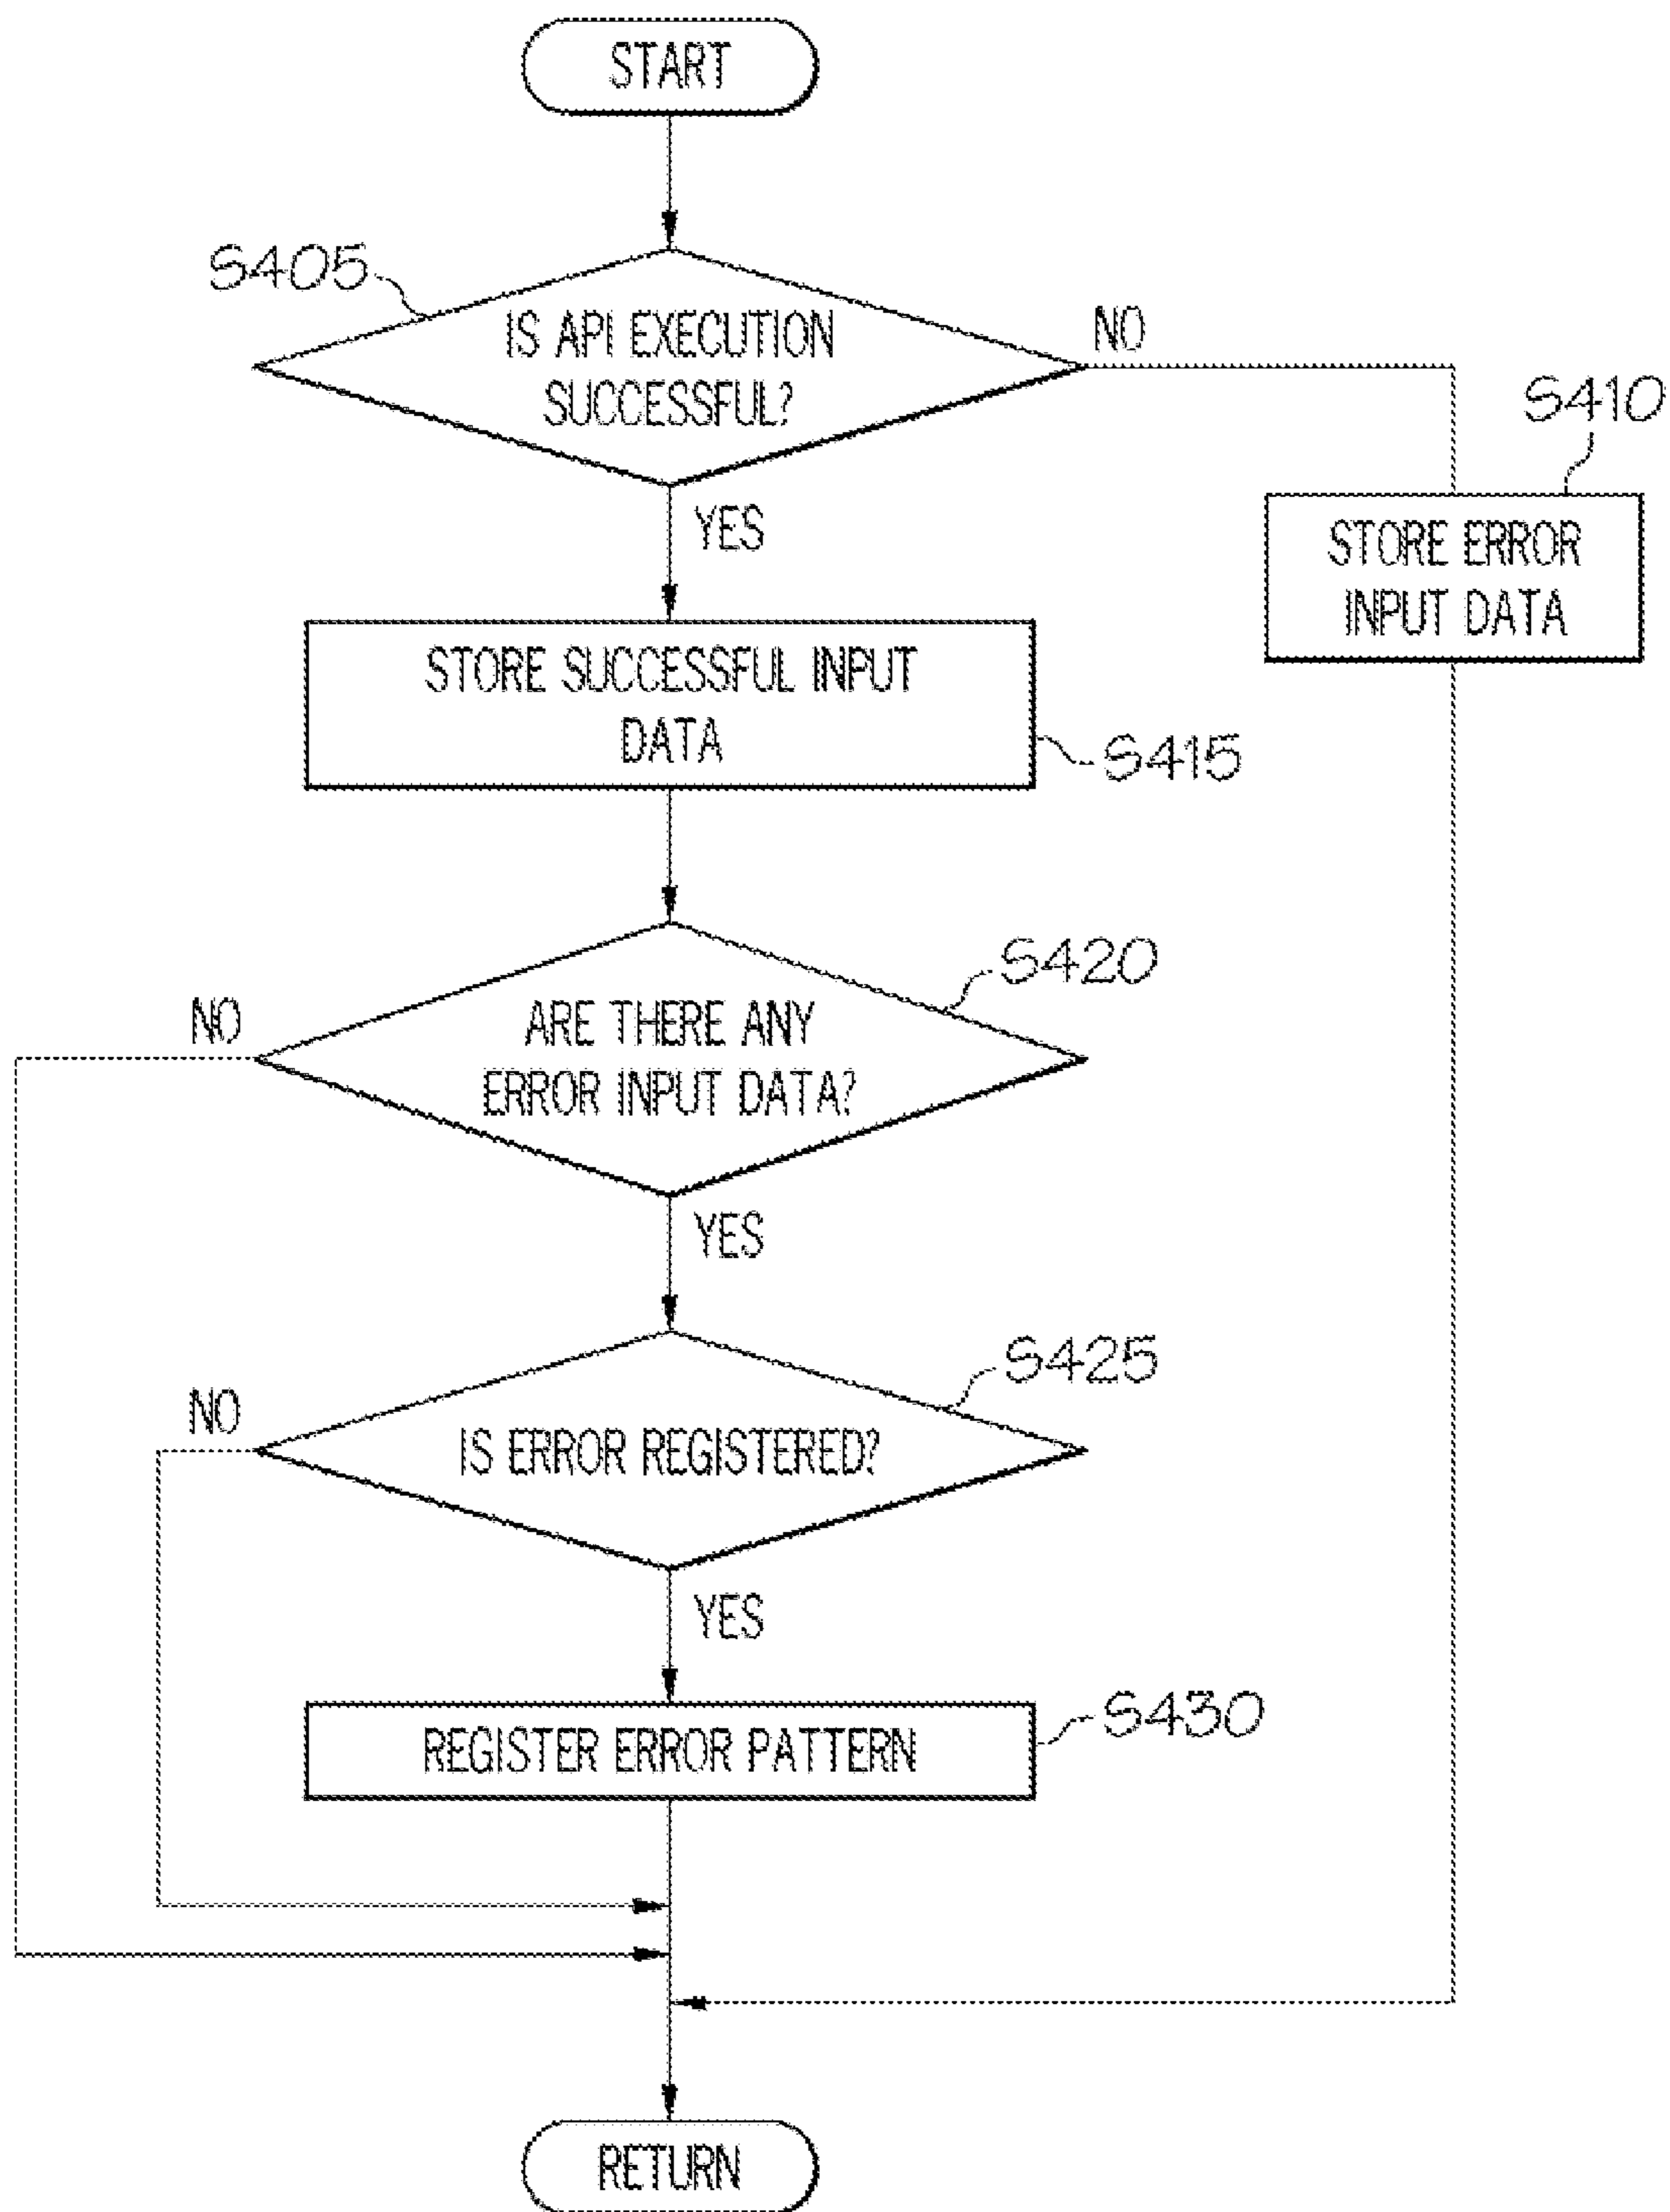 START
S405
IS API EXECUTION
SUCCESSFUL?
NO
S410
YES
STORE ERROR
INPUT DATA
STORE SUCCESSFUL INPUT
DATA
S415
S420
NO
ARE THERE ANY
ERROR INPUT DATA?
YES
S425
NO
IS ERROR REGISTERED?
YES
S430
REGISTER ERROR PATTERN
RETURN